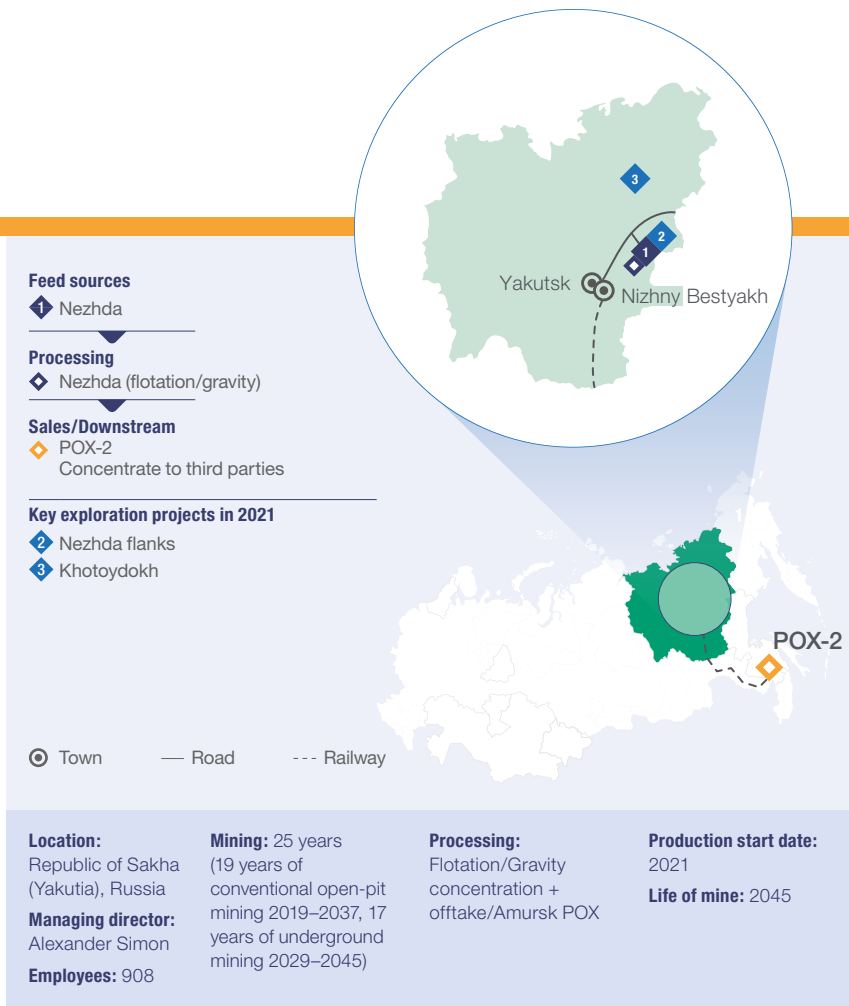 3
2
1
Yakutsk
Nizhny Bestyakh
Feed sources
1 Nezhda
Processing
Nezhda (flotation/gravity)
Sales/Downstream
POX-2
Concentrate to third parties
Key exploration projects in 2021
2 Nezhda flanks
3 Khotoydokh
POX-2
Town
Road
Railway
Location:
Republic of Sakha
(Yakutia), Russia
Managing director:
Alexander Simon
Employees: 908
Mining: 25 years
(19 years of
conventional open-pit
mining 2019–2037, 17
years of underground
mining 2029–2045)
Processing:
Flotation/Gravity
concentration +
offtake/Amursk POX
Production start date:
2021
Life of mine: 2045